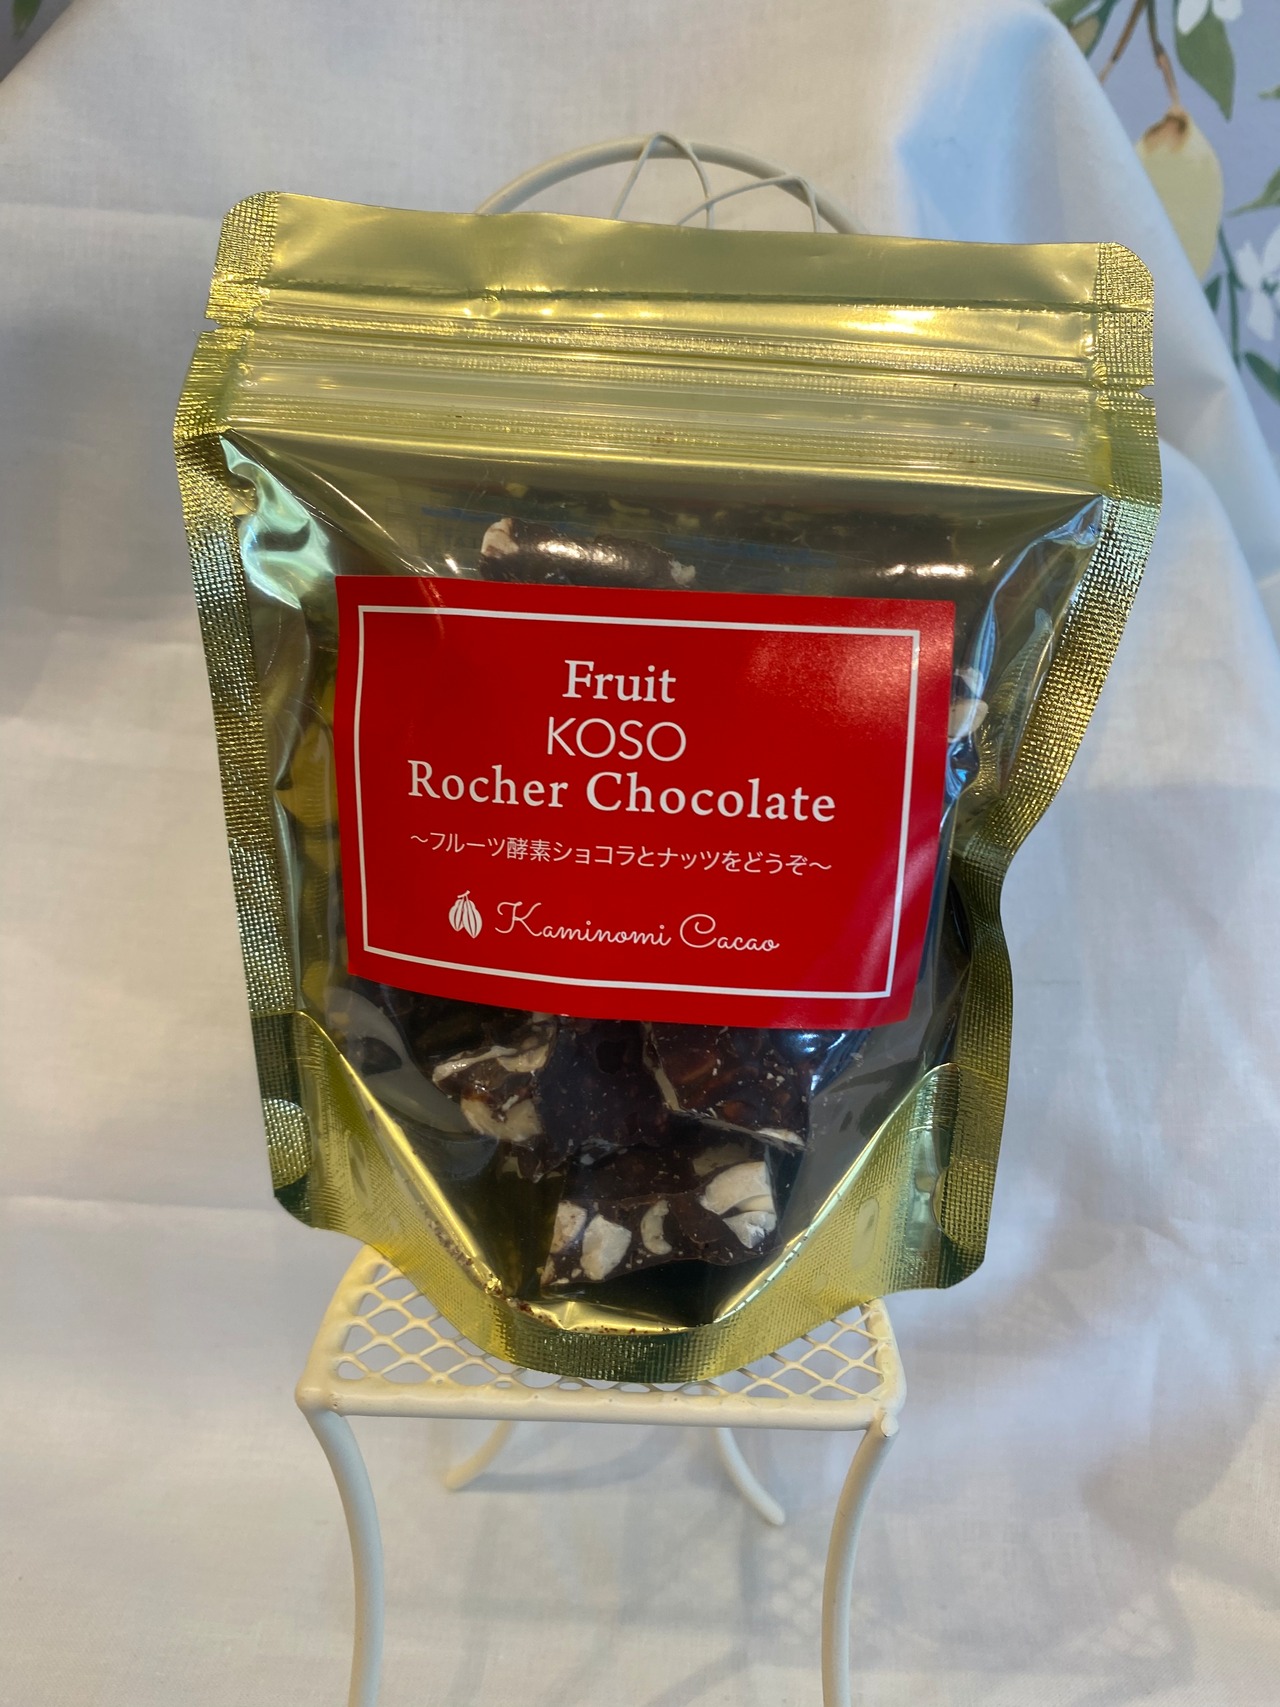 Fruit
KOSO
Rocher Chocolate
〜フルーツ酵素ショコラとナッツをどうぞ〜
Kaminomi Cacao